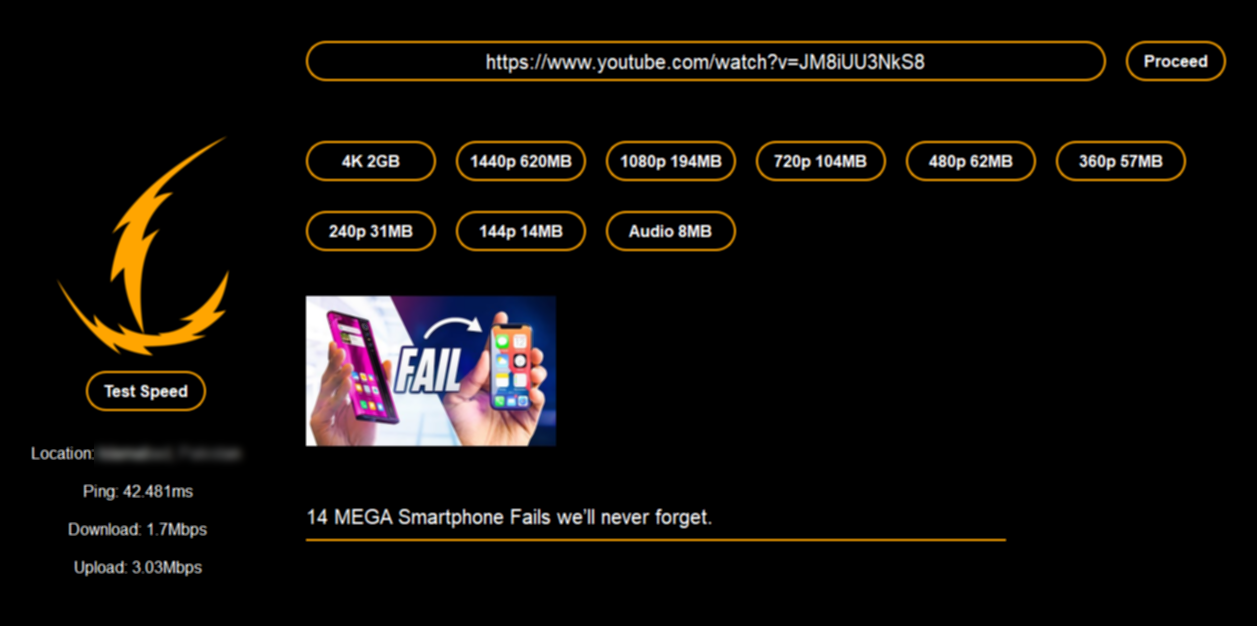 https://www.youtube.com/watch?v=JM8iUU3NkS8
Proceed
4K 2GB
1440p 620MB
1080p 194MB
720p 104MB
480p 62MB
360p 57MB
240p 31MB
144p 14MB
Audio 8MB
FAIL
Test Speed
Location:
Ping: 42.481ms
Download: 1.7Mbps
Upload: 3.03Mbps
14 MEGA Smartphone Fails we'll never forget.